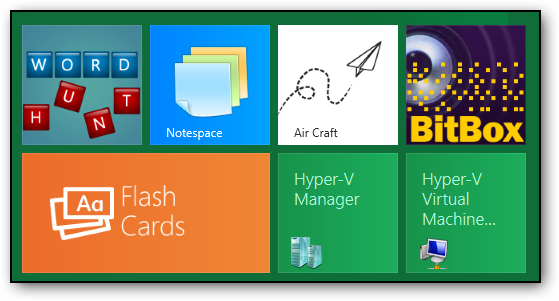 WORD
HUNT
Notespace
Air Craft
BitBox
Aa
Flash
Cards
Hyper-V
Manager
Hyper-V
Virtual
Machine...